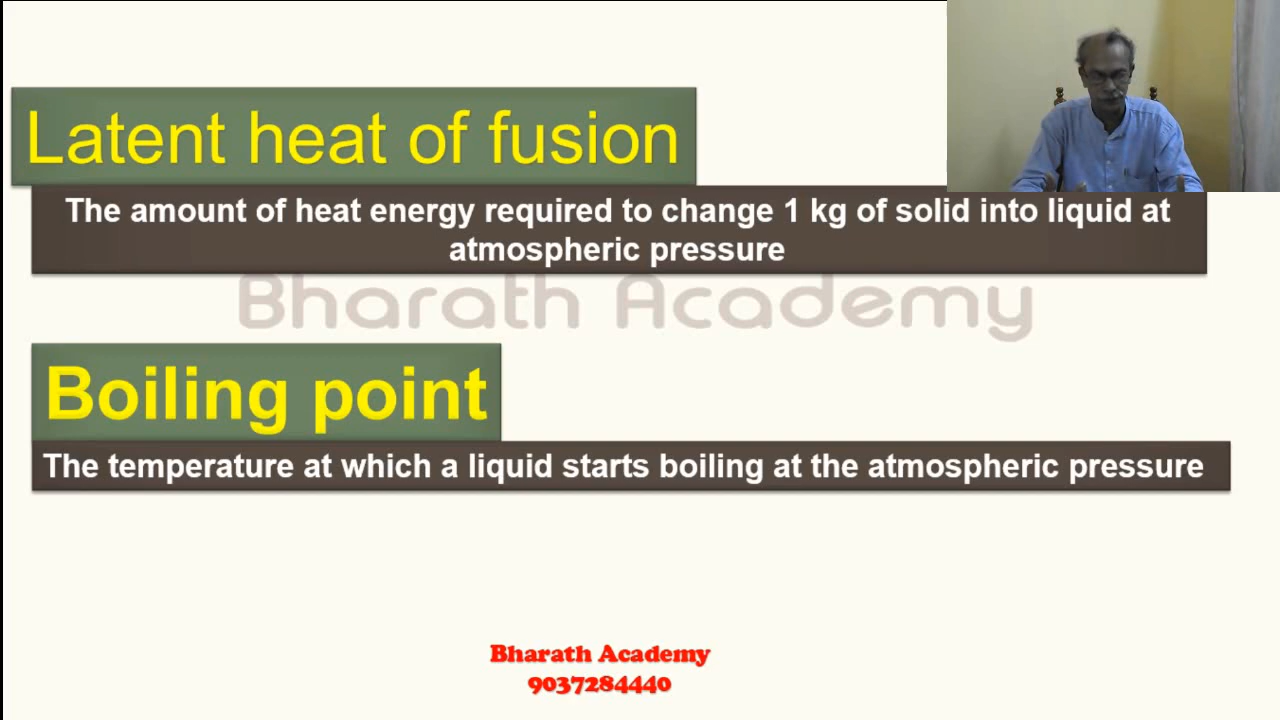 Latent heat of fusion
The amount of heat energy required to change 1 kg of solid into liquid at
atmospheric pressure
Bharath Academy
Boiling point
The temperature at which a liquid starts boiling at the atmospheric pressure
Bharath Academy
9037284440